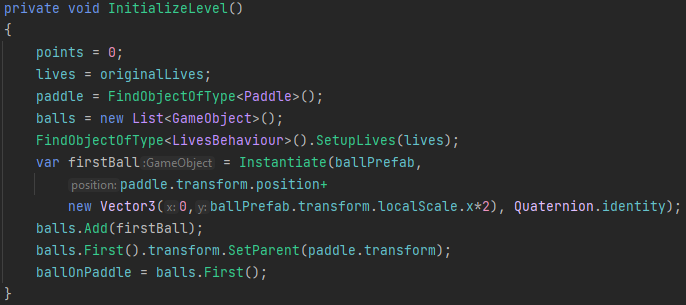 private void InitializeLevel()
{
    points = 0;
    lives = originalLives;
    paddle = FindObjectOfType<Paddle>();
    balls = new List<GameObject>();
    FindObjectOfType<LivesBehaviour>().SetupLives(lives);
    var firstBall:GameObject = Instantiate(ballPrefab,
        position:paddle.transform.position+
        new Vector3(x:0,y:ballPrefab.transform.localScale.x*2), Quaternion.identity);
    balls.Add(firstBall);
    balls.First().transform.SetParent(paddle.transform);
    ballOnPaddle = balls.First();
}